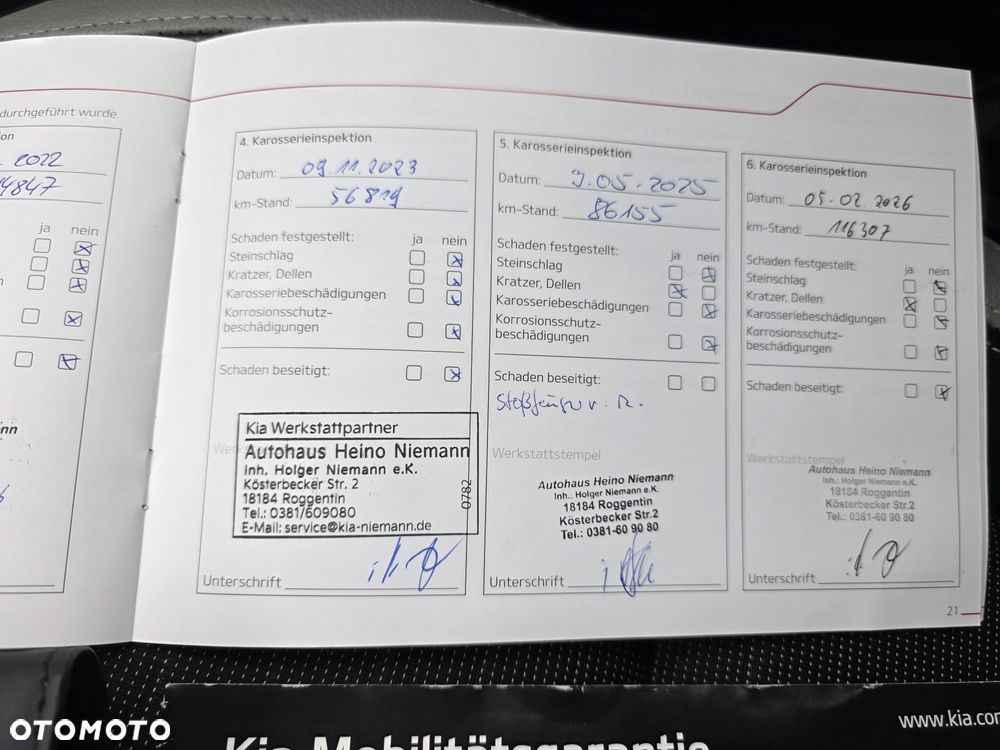 durchgeführt wurde.
2022
ja nein
4. Karosserieinspektion
Datum: 09.11.2023
km-Stand: 56819
Schaden festgestellt: ja nein
Steinschlag
Kratzer, Dellen
Karosseriebeschädigungen
Korrosionsschutz-
beschädigungen
Schaden beseitigt:
Kia Werkstattpartner
Autohaus Heino Niemann
Inh. Holger Niemann e.K.
Kösterbecker Str. 2
18184 Roggentin
Tel.: 0381/609080
E-Mail: service@kia-niemann.de
0782
Unterschrift
5. Karosserieinspektion
Datum: 9.05.2025
km-Stand: 86155
Schaden festgestellt: ja nein
Steinschlag
Kratzer, Dellen
Karosseriebeschädigungen
Korrosionsschutz-
beschädigungen
Schaden beseitigt:
Werkstattstempel
Autohaus Heino Niemann
Inh.: Holger Niemann e.K.
18184 Roggentin
Kösterbecker Str.2
Tel.: 0381-60 90 80
Unterschrift
6. Karosserieinspektion
Datum: 05.02.2026
km-Stand: 116307
Schaden festgestellt: ja nein
Steinschlag
Kratzer, Dellen
Karosseriebeschädigungen
Korrosionsschutz-
beschädigungen
Schaden beseitigt:
Werkstattstempel
Autohaus Heino Niemann
Inh.: Holger Niemann e.K.
18184 Roggentin
Kösterbecker Str.2
Tel.: 0381-60 90 80
Unterschrift
21
www.kia.com
Kia Mobilitätsgarantie
OTOMOTO